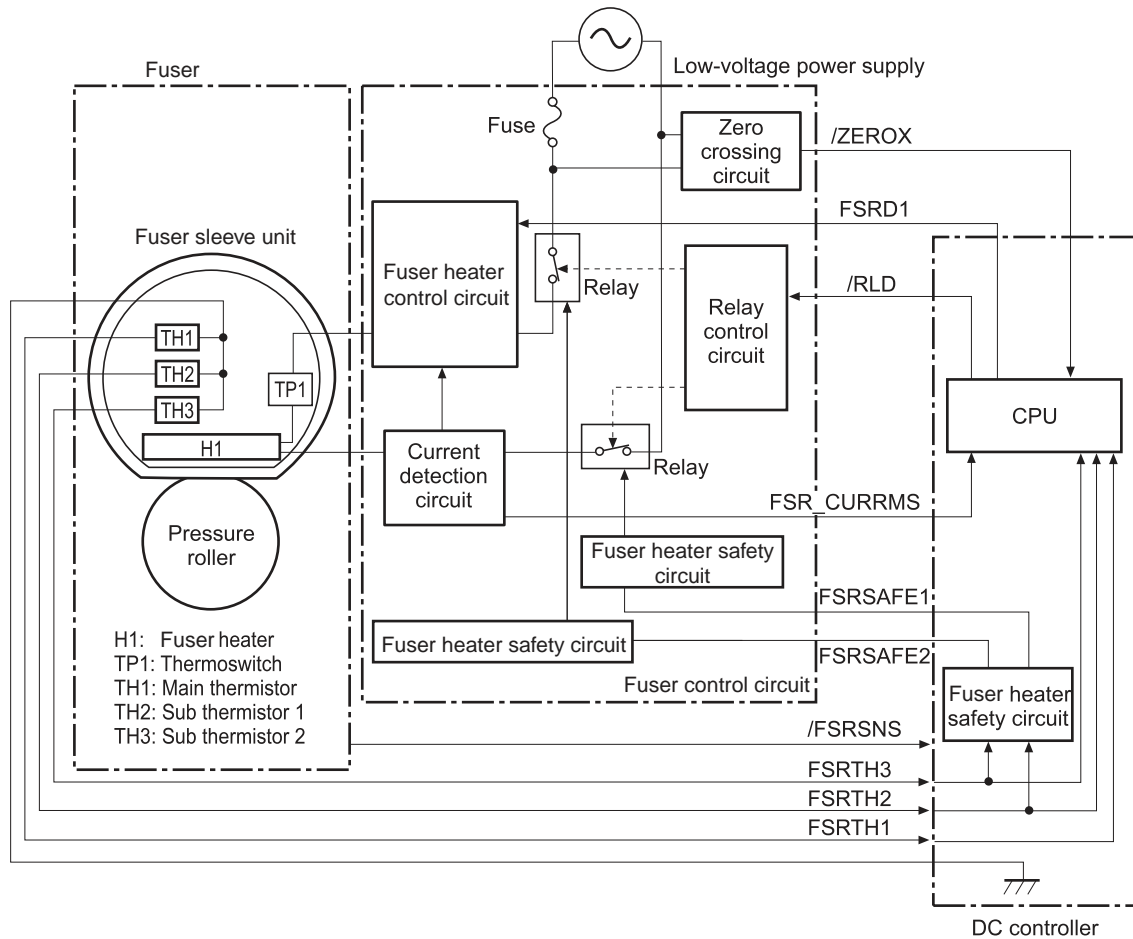 Low-voltage power supply
Fuser
Fuse
Zero
crossing
circuit
/ZEROX
FSRD1
Fuser sleeve unit
Fuser heater
control circuit
Relay
Relay
control
circuit
/RLD
TH1
TH2
TH3
TP1
H1
CPU
Current
detection
circuit
Relay
FSR_CURRMS
Pressure
roller
Fuser heater safety
circuit
FSRSAFE1
Fuser heater safety circuit
FSRSAFE2
Fuser control circuit
Fuser heater
safety circuit
H1: Fuser heater
TP1: Thermoswitch
TH1: Main thermistor
TH2: Sub thermistor 1
TH3: Sub thermistor 2
/FSRSNS
FSRTH3
FSRTH2
FSRTH1
DC controller